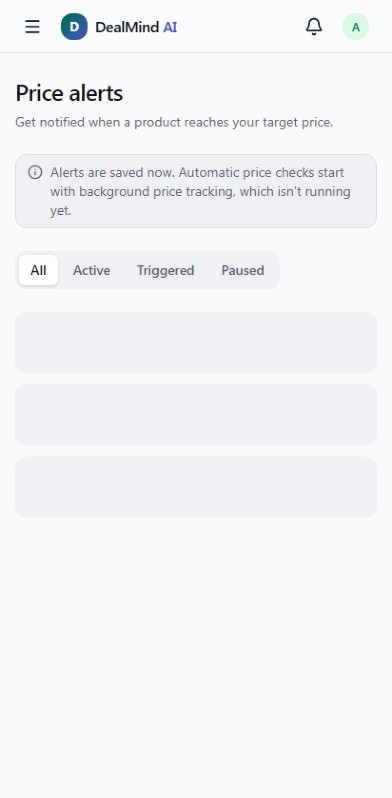 D DealMind AI A
Price alerts
Get notified when a product reaches your target price.
Alerts are saved now. Automatic price checks start
with background price tracking, which isn't running
yet.
All Active Triggered Paused